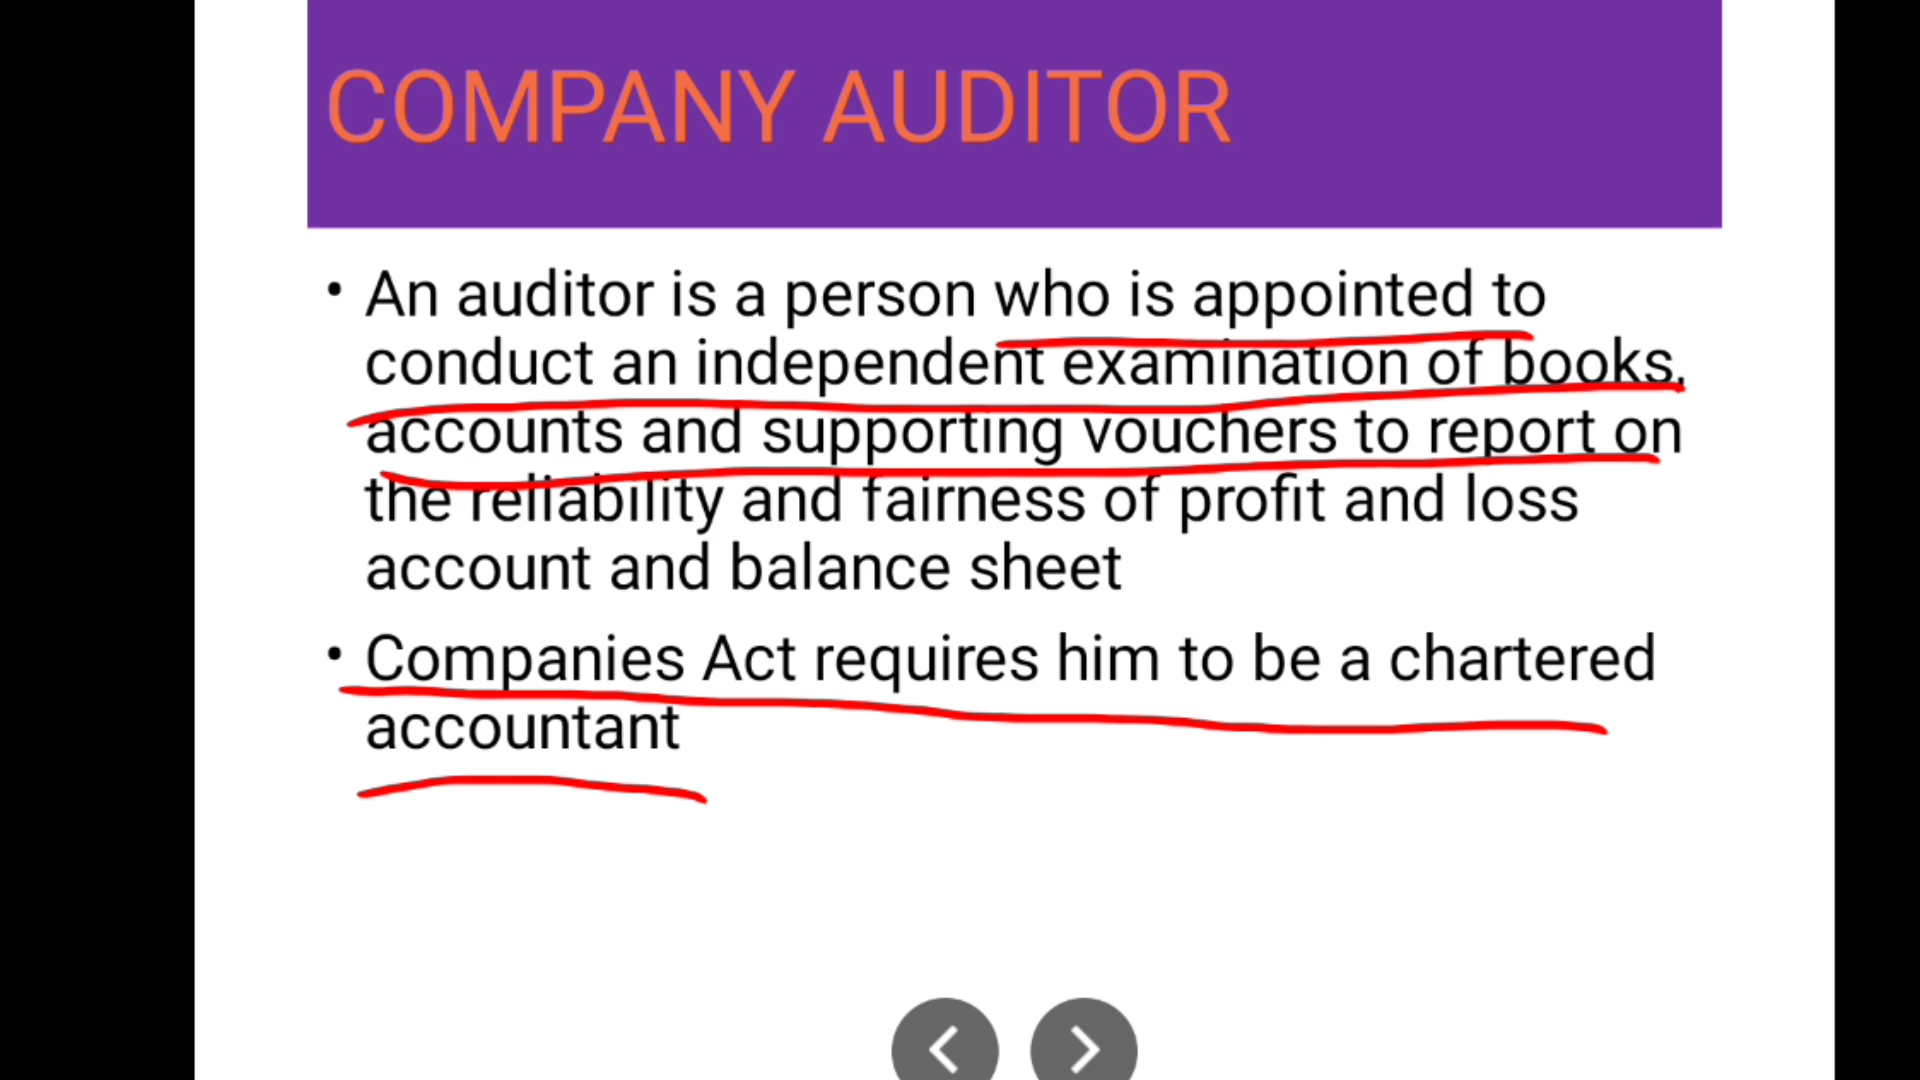 COMPANY AUDITOR
• An auditor is a person who is appointed to
conduct an independent examination of books,
accounts and supporting vouchers to report on
the reliability and fairness of profit and loss
account and balance sheet
• Companies Act requires him to be a chartered
accountant